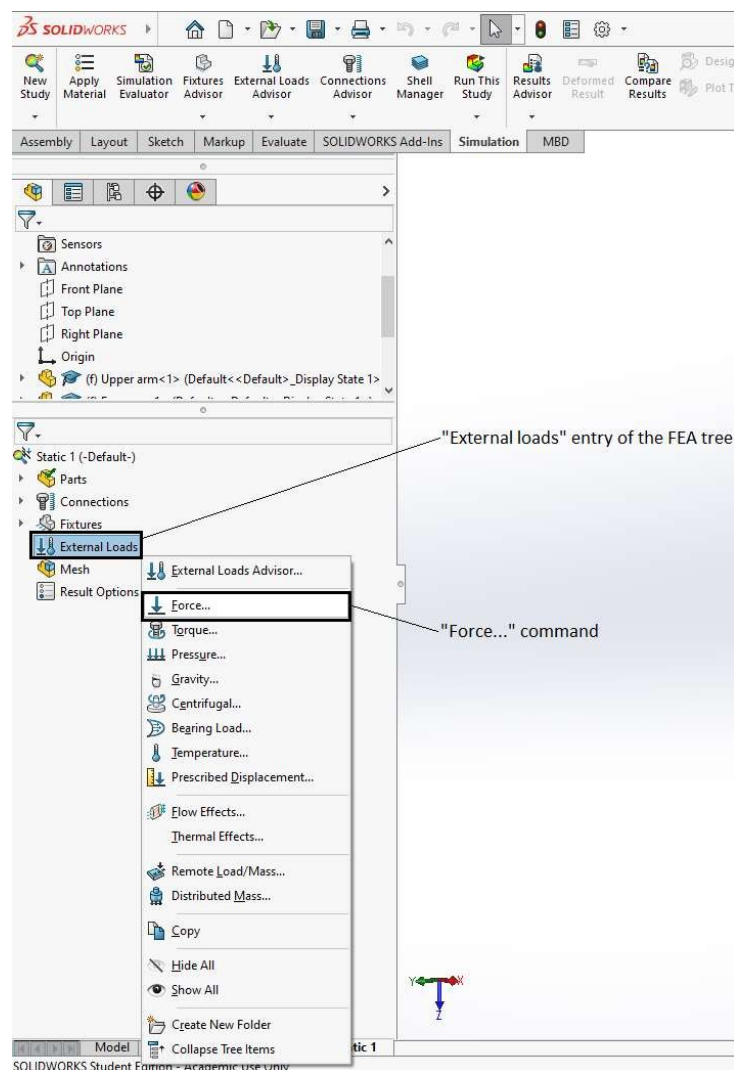 SOLIDWORKS
New Study
Apply Material
Simulation Evaluator
Fixtures Advisor
External Loads Advisor
Connections Advisor
Shell Manager
Run This Study
Results Advisor
Deformed Result
Compare Results
Desig
Plot T
Assembly Layout Sketch Markup Evaluate SOLIDWORKS Add-Ins Simulation MBD
Sensors
Annotations
Front Plane
Top Plane
Right Plane
Origin
(f) Upper arm<1> (Default<<Default>_Display State 1>
"External loads" entry of the FEA tree
Static 1 (-Default-)
Parts
Connections
Fixtures
External Loads
Mesh
Result Options
External Loads Advisor...
Force...
"Force..." command
Torque...
Pressure...
Gravity...
Centrifugal...
Bearing Load...
Temperature...
Prescribed Displacement...
Flow Effects...
Thermal Effects...
Remote Load/Mass...
Distributed Mass...
Copy
Hide All
Show All
Create New Folder
Collapse Tree Items
Y X
Z
Model tic 1
SOLIDWORKS Student Edition - Academic Use Only